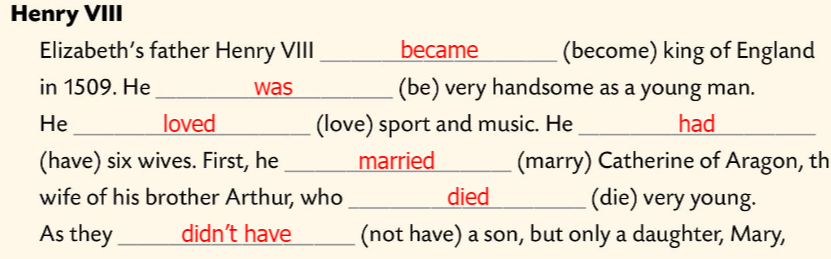 Henry VIII
Elizabeth's father Henry VIII became (become) king of England
in 1509. He was (be) very handsome as a young man.
He loved (love) sport and music. He had
(have) six wives. First, he married (marry) Catherine of Aragon, th
wife of his brother Arthur, who died (die) very young.
As they didn't have (not have) a son, but only a daughter, Mary,